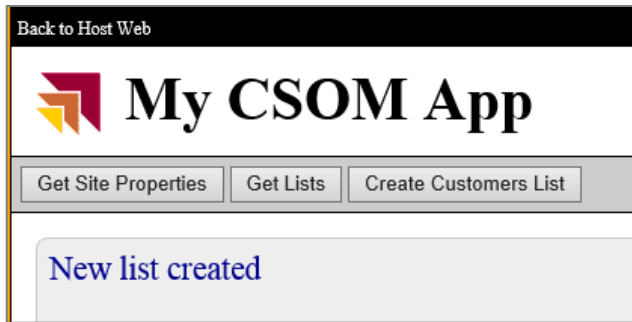 Back to Host Web
My CSOM App
Get Site Properties Get Lists Create Customers List
New list created